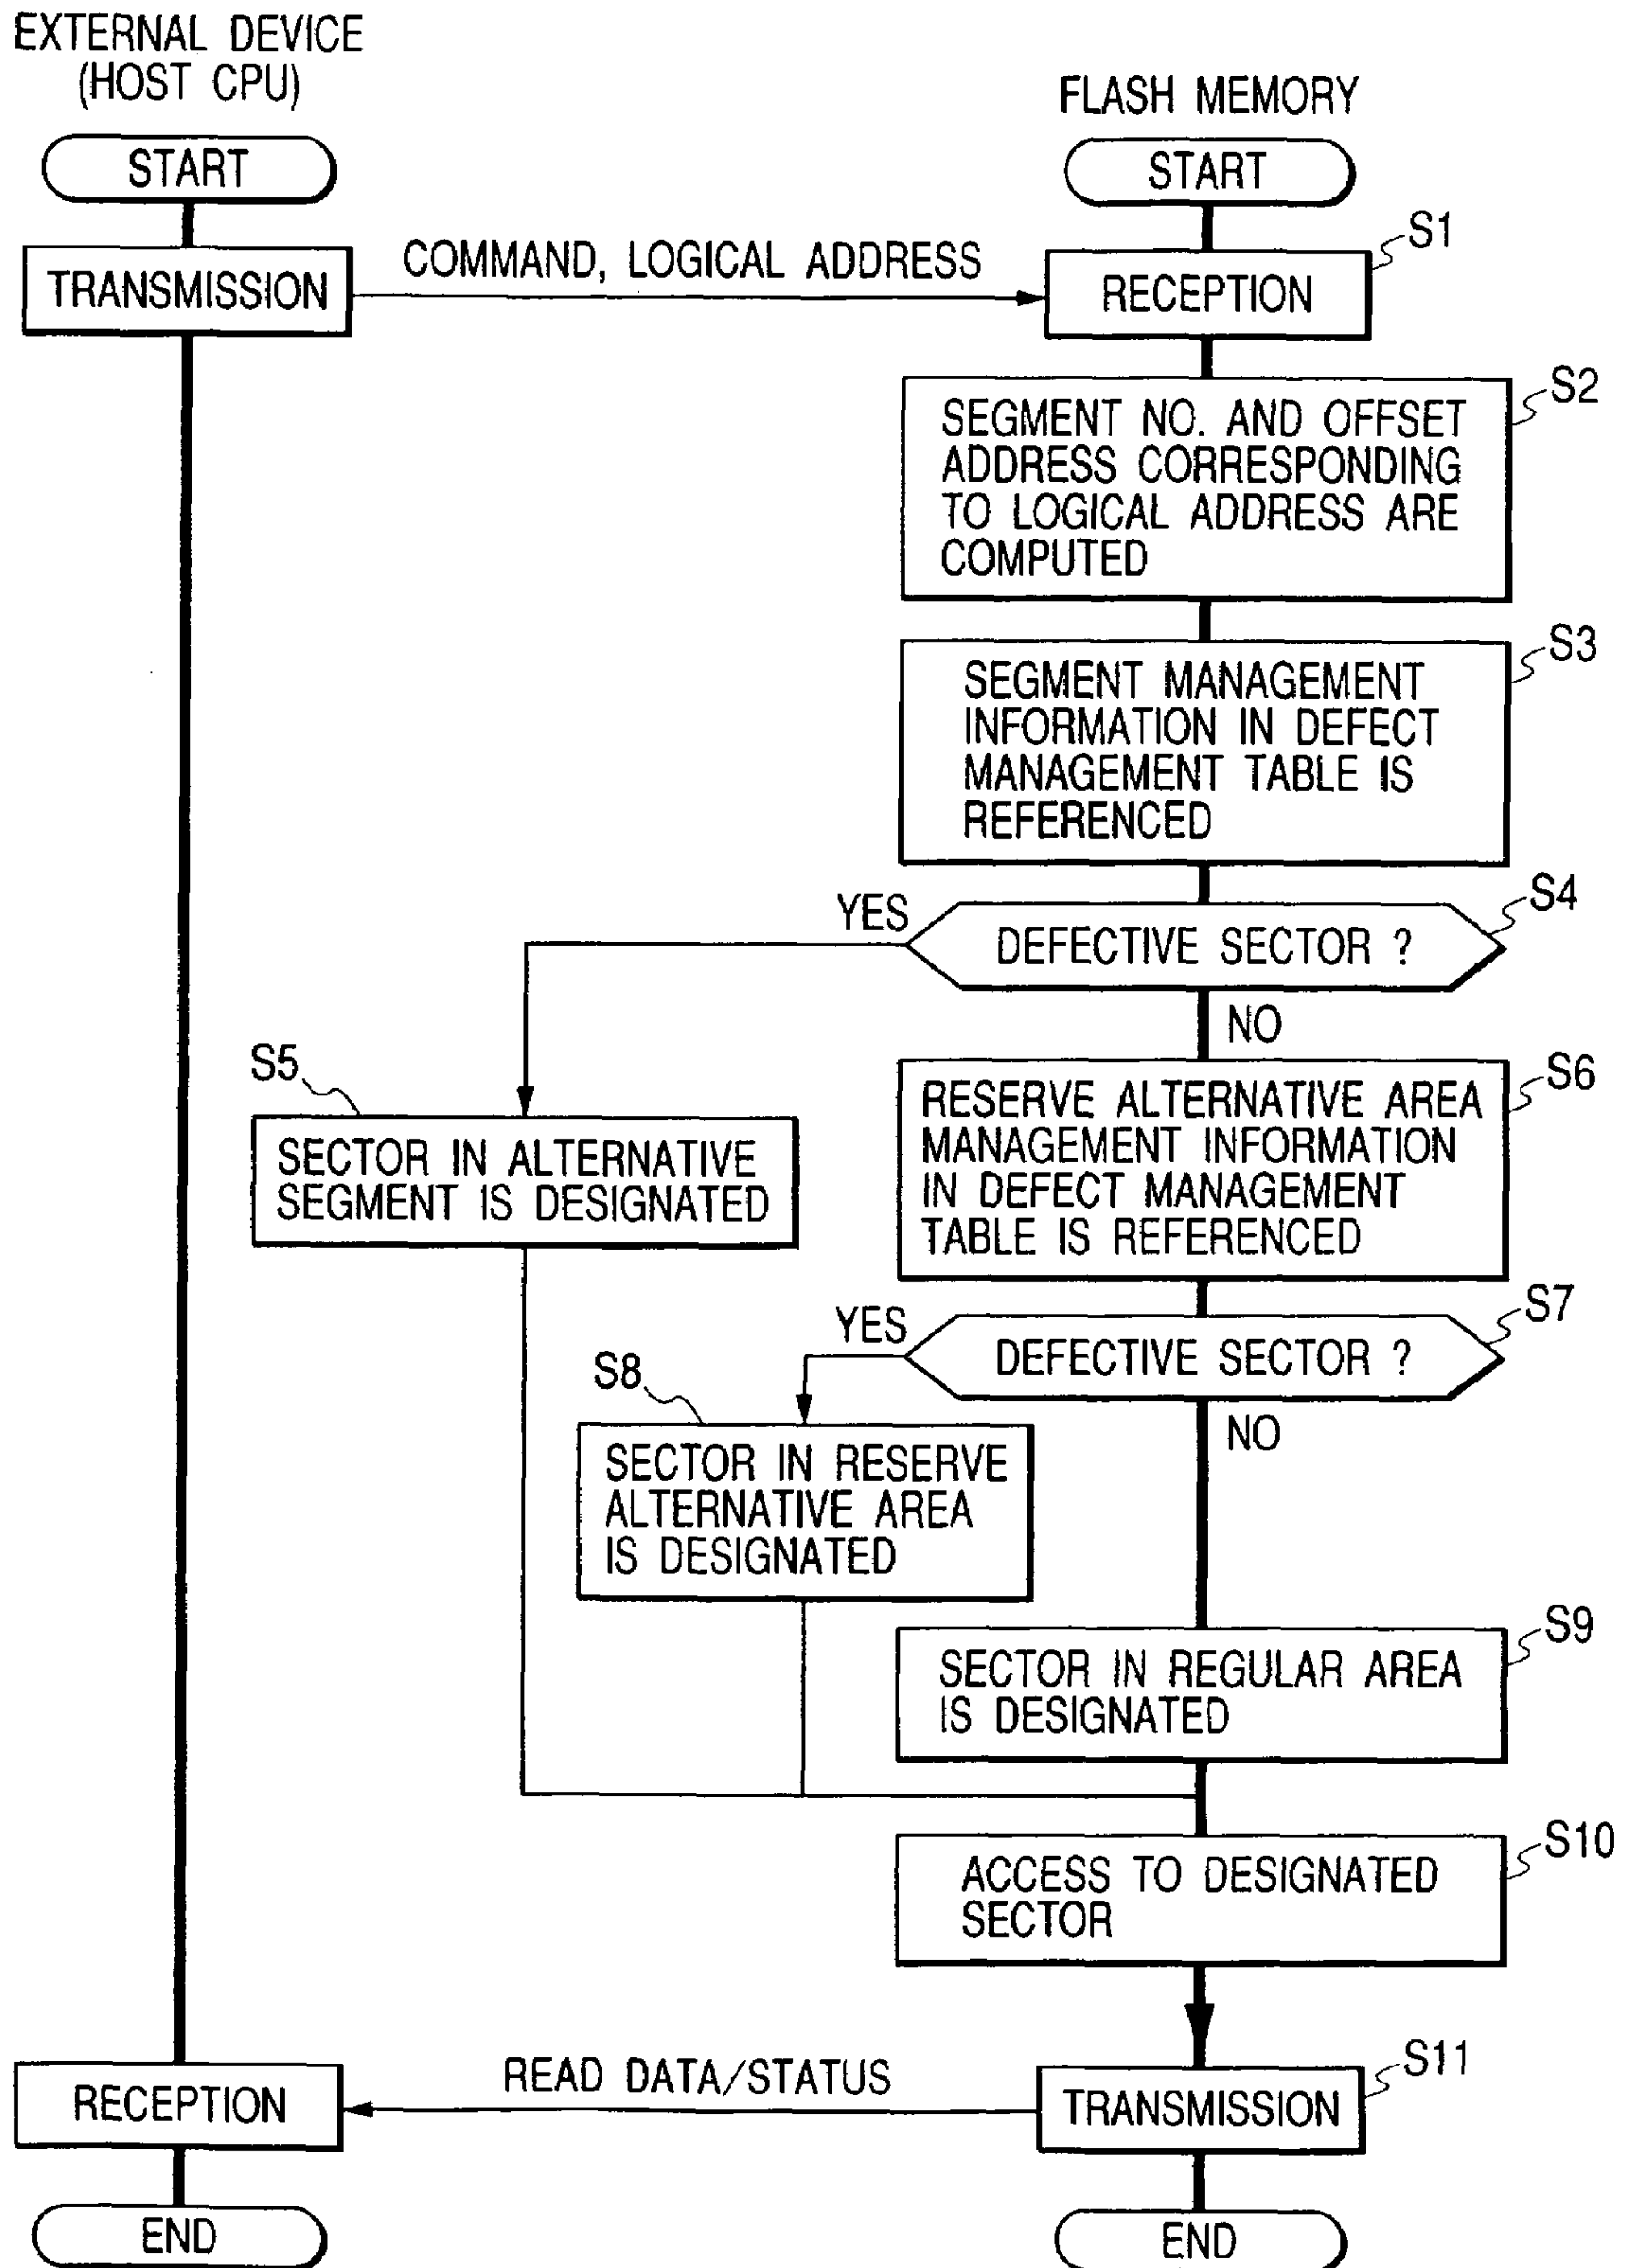 EXTERNAL DEVICE
(HOST CPU)
FLASH MEMORY
START
START
S1
TRANSMISSION
COMMAND, LOGICAL ADDRESS
RECEPTION
S2
SEGMENT NO. AND OFFSET
ADDRESS CORRESPONDING
TO LOGICAL ADDRESS ARE
COMPUTED
S3
SEGMENT MANAGEMENT
INFORMATION IN DEFECT
MANAGEMENT TABLE IS
REFERENCED
S4
YES
DEFECTIVE SECTOR ?
NO
S5
SECTOR IN ALTERNATIVE
SEGMENT IS DESIGNATED
S6
RESERVE ALTERNATIVE AREA
MANAGEMENT INFORMATION
IN DEFECT MANAGEMENT
TABLE IS REFERENCED
S7
YES
DEFECTIVE SECTOR ?
NO
S8
SECTOR IN RESERVE
ALTERNATIVE AREA
IS DESIGNATED
S9
SECTOR IN REGULAR AREA
IS DESIGNATED
S10
ACCESS TO DESIGNATED
SECTOR
S11
RECEPTION
READ DATA/STATUS
TRANSMISSION
END
END